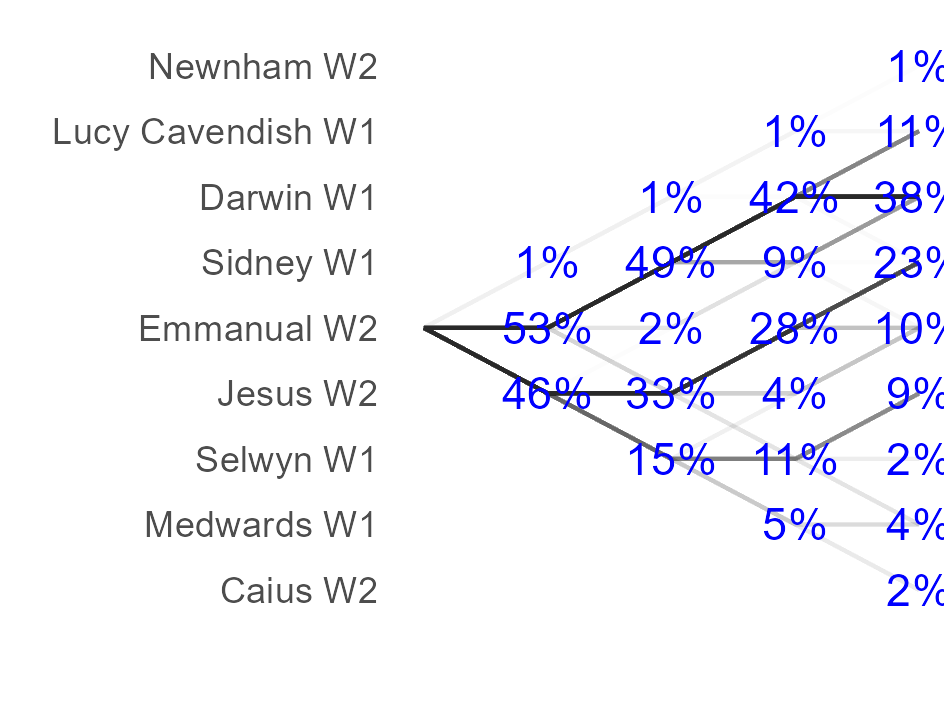 Newnham W2 1%
Lucy Cavendish W1 1% 11%
Darwin W1 1% 42% 38%
Sidney W1 1% 49% 9% 23%
Emmanual W2 53% 2% 28% 10%
Jesus W2 46% 33% 4% 9%
Selwyn W1 15% 11% 2%
Medwards W1 5% 4%
Caius W2 2%